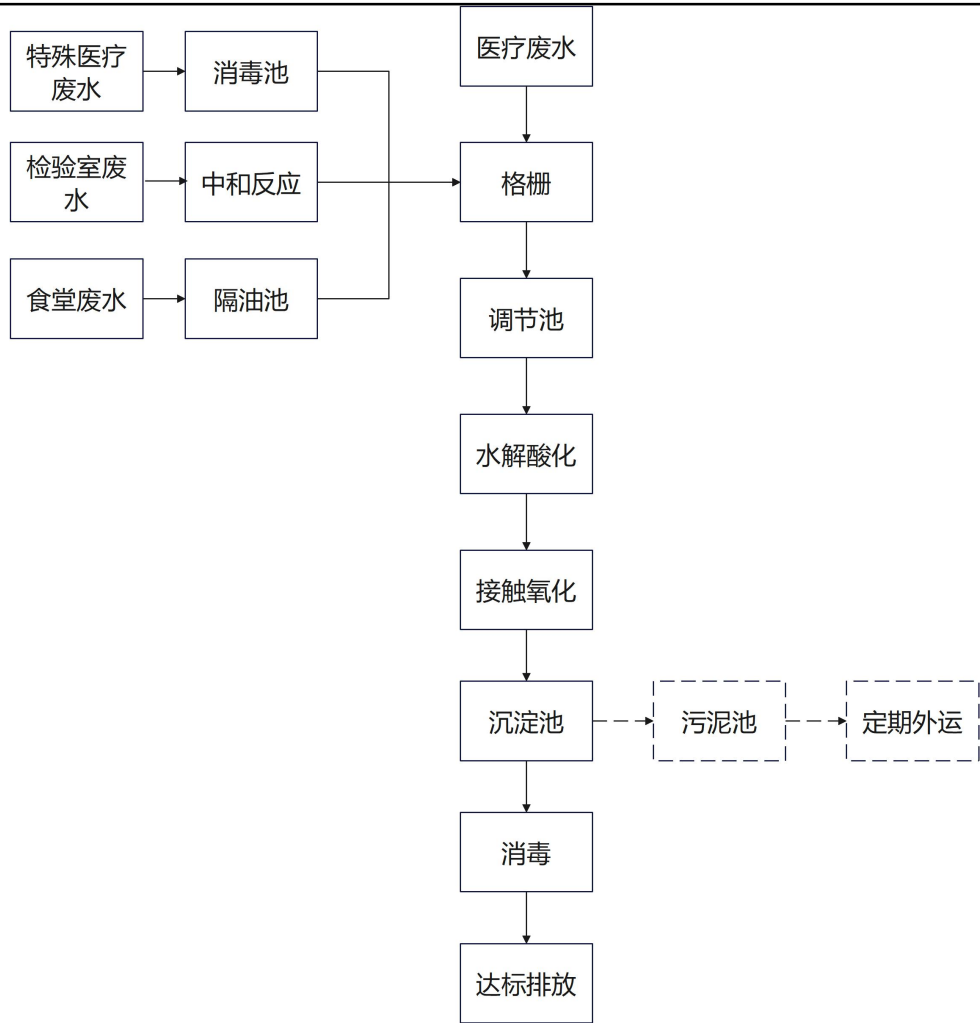 特殊医疗
废水
消毒池
医疗废水
检验室废
水
中和反应
格栅
食堂废水
隔油池
调节池
水解酸化
接触氧化
沉淀池
污泥池
定期外运
消毒
达标排放